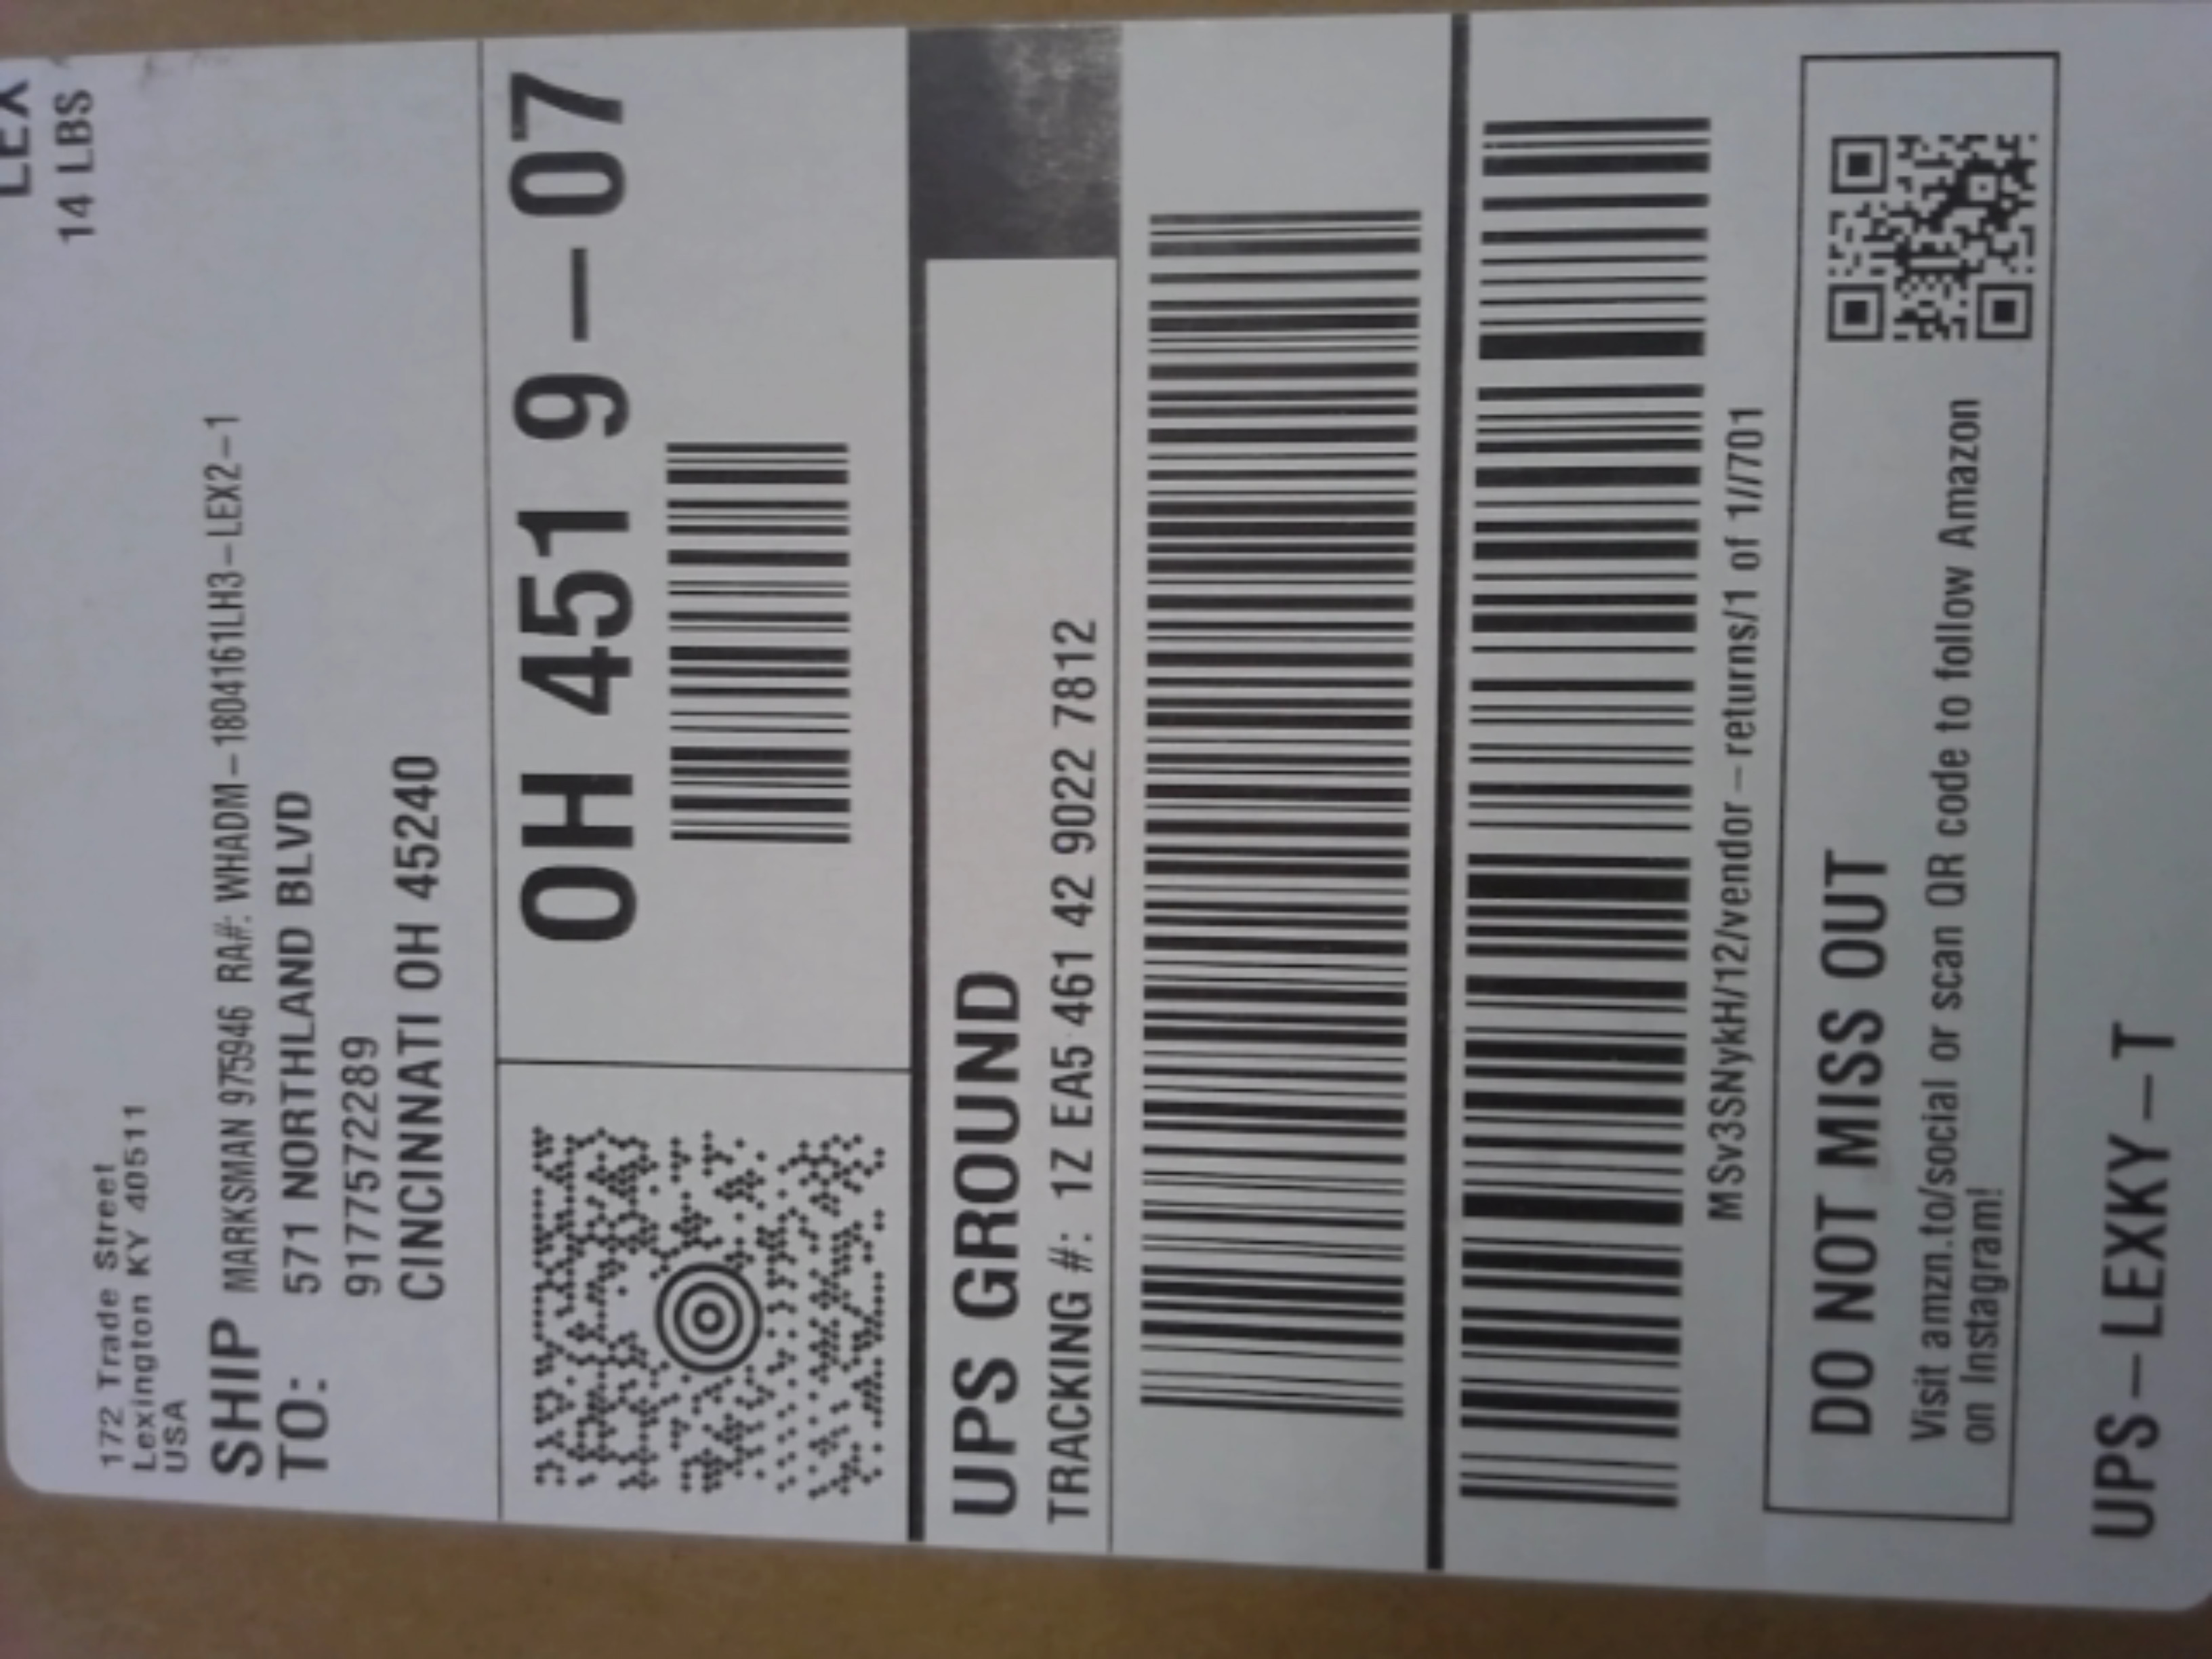 LEX
14 LBS
172 Trade Street
Lexington KY 40511
USA
SHIP TO:
MARKSMAN 975946 RA#: WHADM-1804161LH3-LEX2-1
571 NORTHLAND BLVD
9177572289
CINCINNATI OH 45240
OH 451 9-07
UPS GROUND
TRACKING #: 1Z EA5 461 42 9022 7812
MSv3SNykH/12/vendor-returns/1 of 1//701
DO NOT MISS OUT
Visit amzn.to/social or scan QR code to follow Amazon
on Instagram!
UPS-LEXKY-T